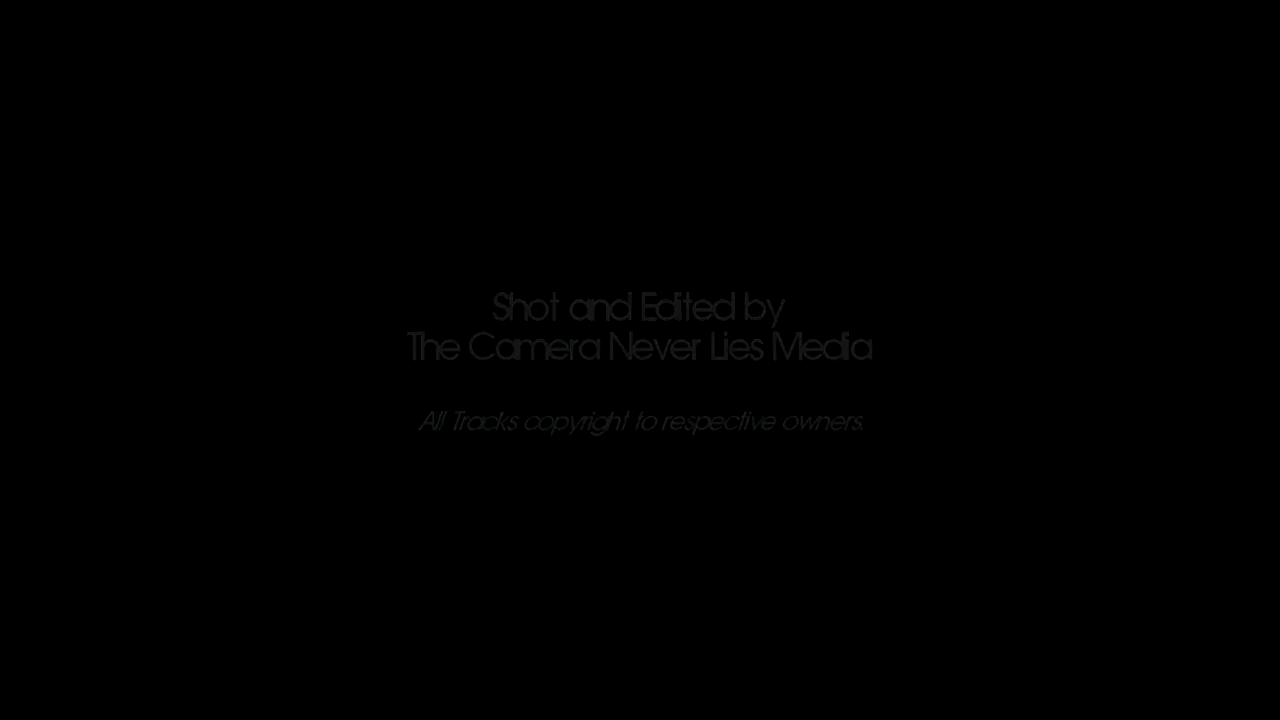 Shot and Edited by
The Camera Never Lies Media
All Tracks copyright to respective owners.